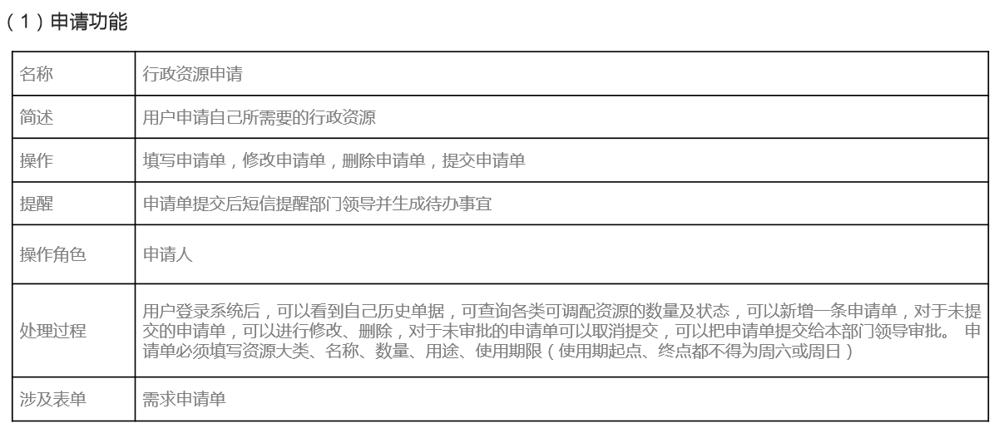 （1）申请功能
名称 行政资源申请
简述 用户申请自己所需要的行政资源
操作 填写申请单，修改申请单，删除申请单，提交申请单
提醒 申请单提交后短信提醒部门领导并生成待办事宜
操作角色 申请人
处理过程 用户登录系统后，可以看到自己历史单据，可查询各类可调配资源的数量及状态，可以新增一条申请单，对于未提
交的申请单，可以进行修改、删除，对于未审批的申请单可以取消提交，可以把申请单提交给本部门领导审批。 申
请单必须填写资源大类、名称、数量、用途、使用期限（使用期起点、终点都不得为周六或周日）
涉及表单 需求申请单